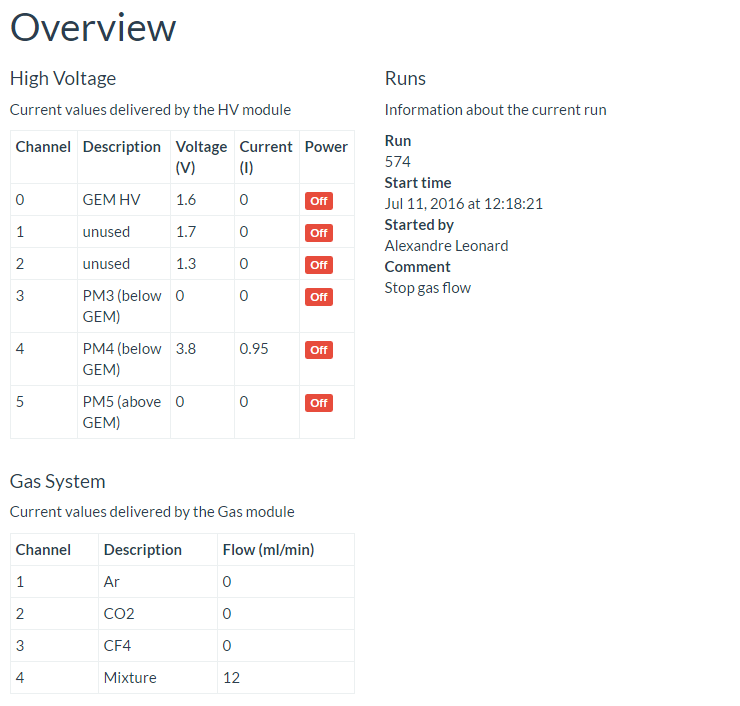 Overview
High Voltage
Current values delivered by the HV module
Channel Description Voltage (V) Current (I) Power
0 GEM HV 1.6 0 Off
1 unused 1.7 0 Off
2 unused 1.3 0 Off
3 PM3 (below GEM) 0 0 Off
4 PM4 (below GEM) 3.8 0.95 Off
5 PM5 (above GEM) 0 0 Off
Gas System
Current values delivered by the Gas module
Channel Description Flow (ml/min)
1 Ar 0
2 CO2 0
3 CF4 0
4 Mixture 12
Runs
Information about the current run
Run
574
Start time
Jul 11, 2016 at 12:18:21
Started by
Alexandre Leonard
Comment
Stop gas flow